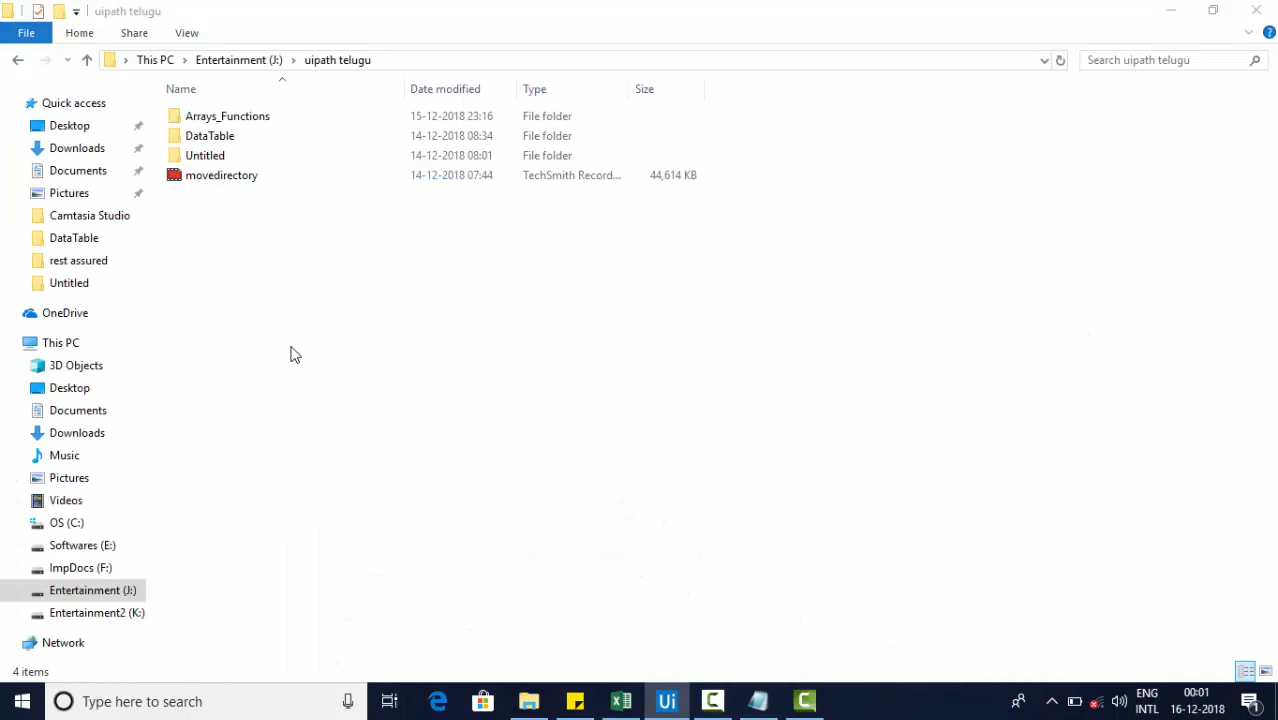 uipath telugu
File Home Share View
This PC Entertainment (J:) uipath telugu Search uipath telugu
Name Date modified Type Size
Arrays_Functions 15-12-2018 23:16 File folder
DataTable 14-12-2018 08:34 File folder
Untitled 14-12-2018 08:01 File folder
movedirectory 14-12-2018 07:44 TechSmith Record... 44,614 KB
Quick access
Desktop
Downloads
Documents
Pictures
Camtasia Studio
DataTable
rest assured
Untitled
OneDrive
This PC
3D Objects
Desktop
Documents
Downloads
Music
Pictures
Videos
OS (C:)
Softwares (E:)
ImpDocs (F:)
Entertainment (J:)
Entertainment2 (K:)
Network
4 items
Type here to search
Ui
ENG
INTL
00:01
16-12-2018
1